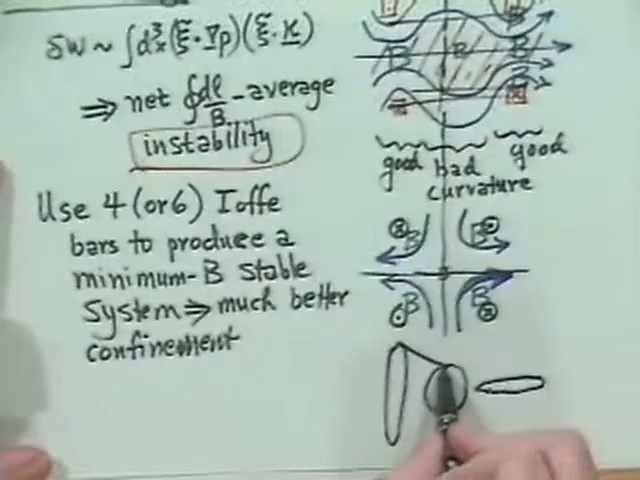 δW ~ ∫d³x(ξ·∇p)(ξ·κ)
⇒ net ∮dl/B - average
instability
Use 4 (or 6) Ioffe
bars to produce a
minimum-B stable
System ⇒ much better
confinement
B B B
good bad good
curvature
B B
B B